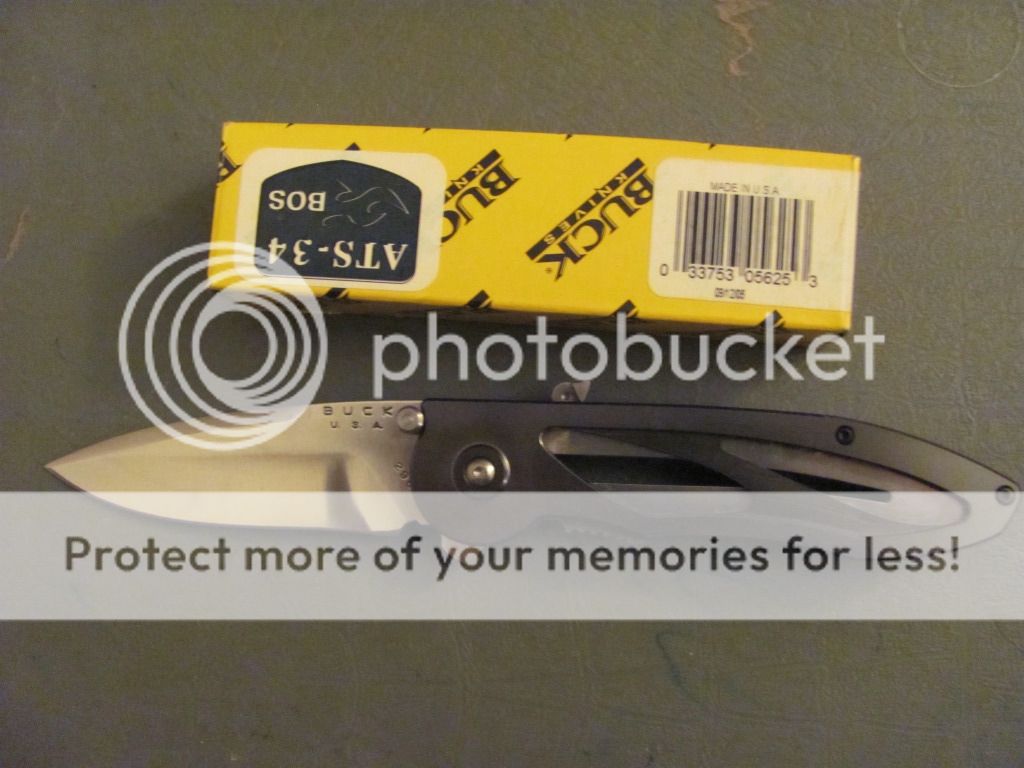 ATS-34
BOS
BUCK
KNIVES
BUCK
KNIVES
MADE IN U.S.A
0 33753 05625 3
photobucket
BUCK
U.S.A.
Protect more of your memories for less!